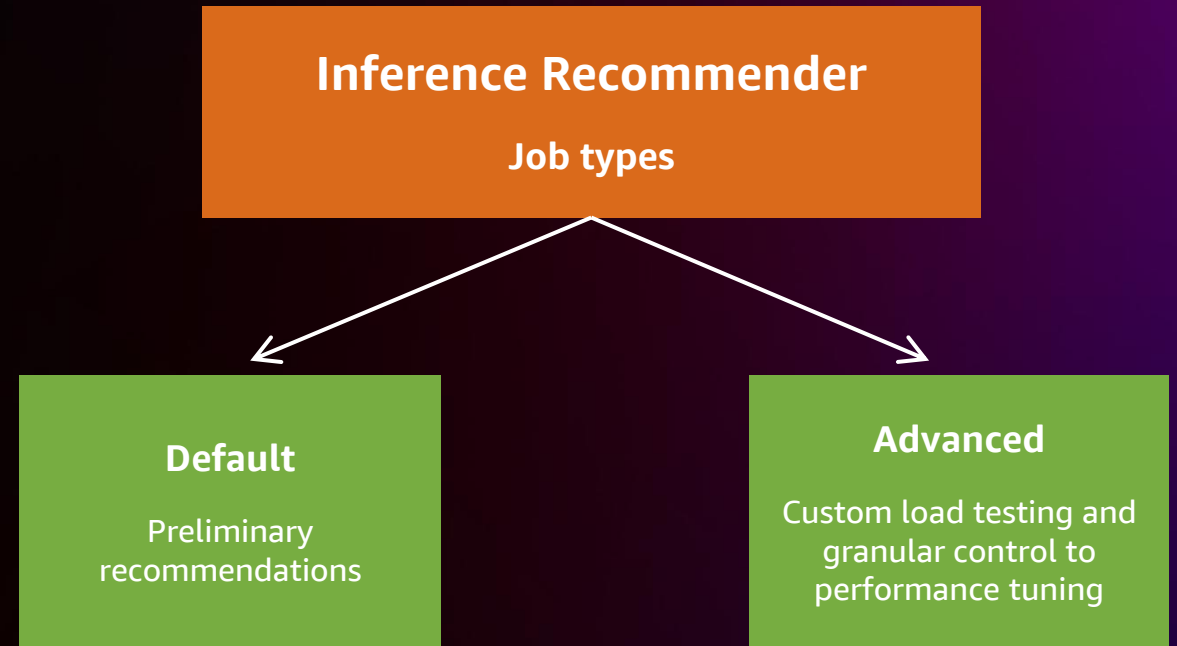 Inference Recommender
Job types
Default
Preliminary
recommendations
Advanced
Custom load testing and
granular control to
performance tuning